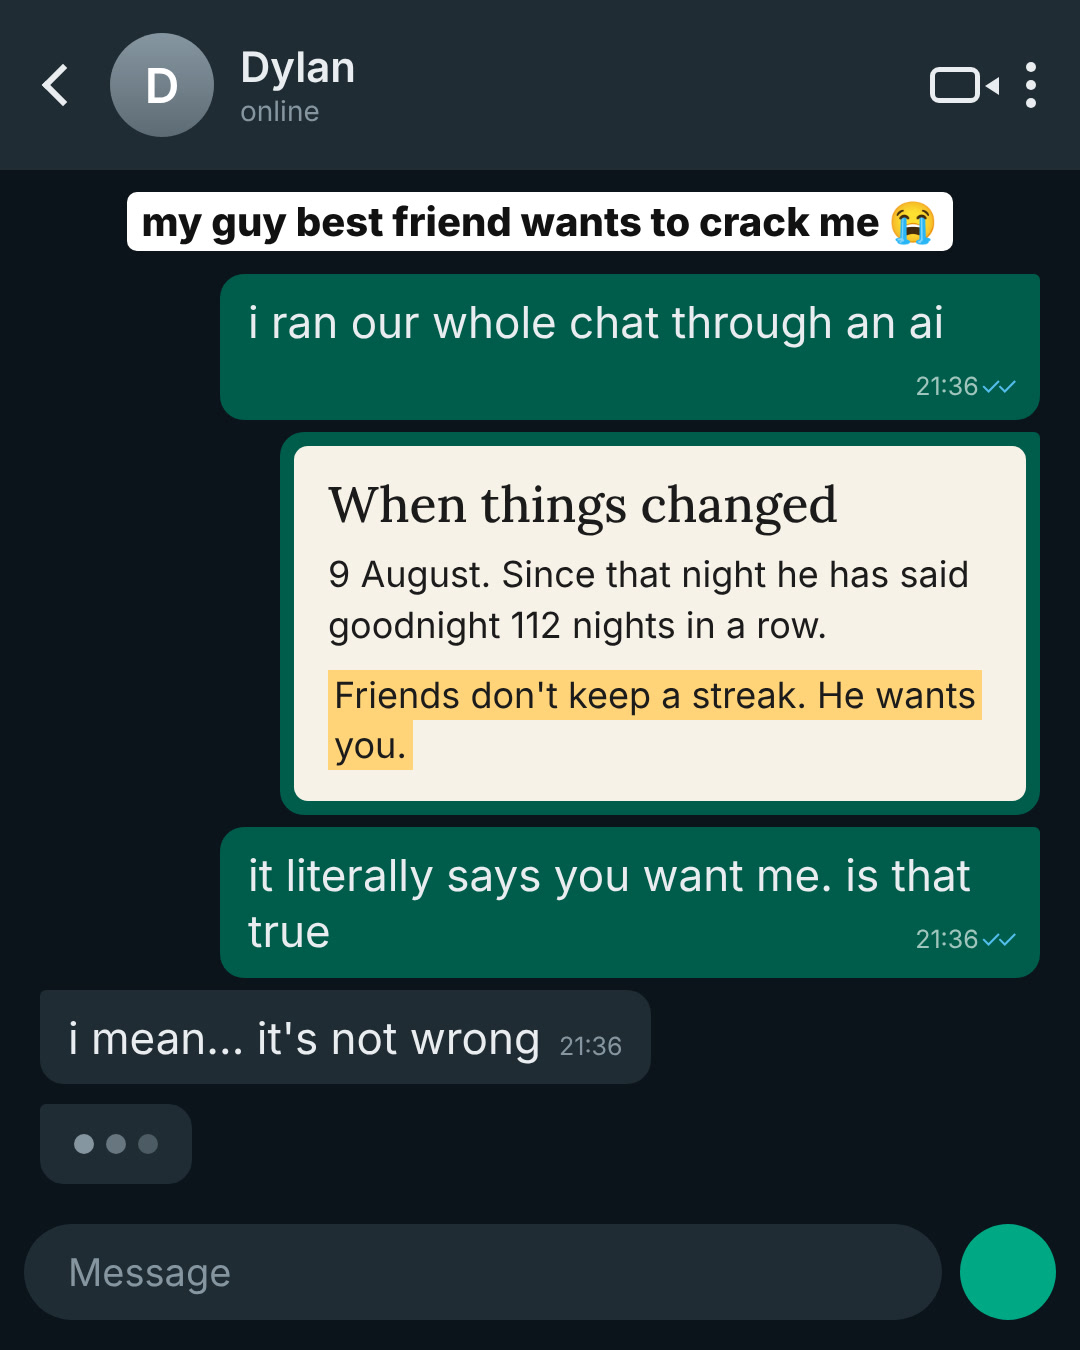 D
Dylan
online
my guy best friend wants to crack me 😭
i ran our whole chat through an ai
21:36
When things changed
9 August. Since that night he has said
goodnight 112 nights in a row.
Friends don't keep a streak. He wants
you.
it literally says you want me. is that
true
21:36
i mean... it's not wrong
21:36
Message